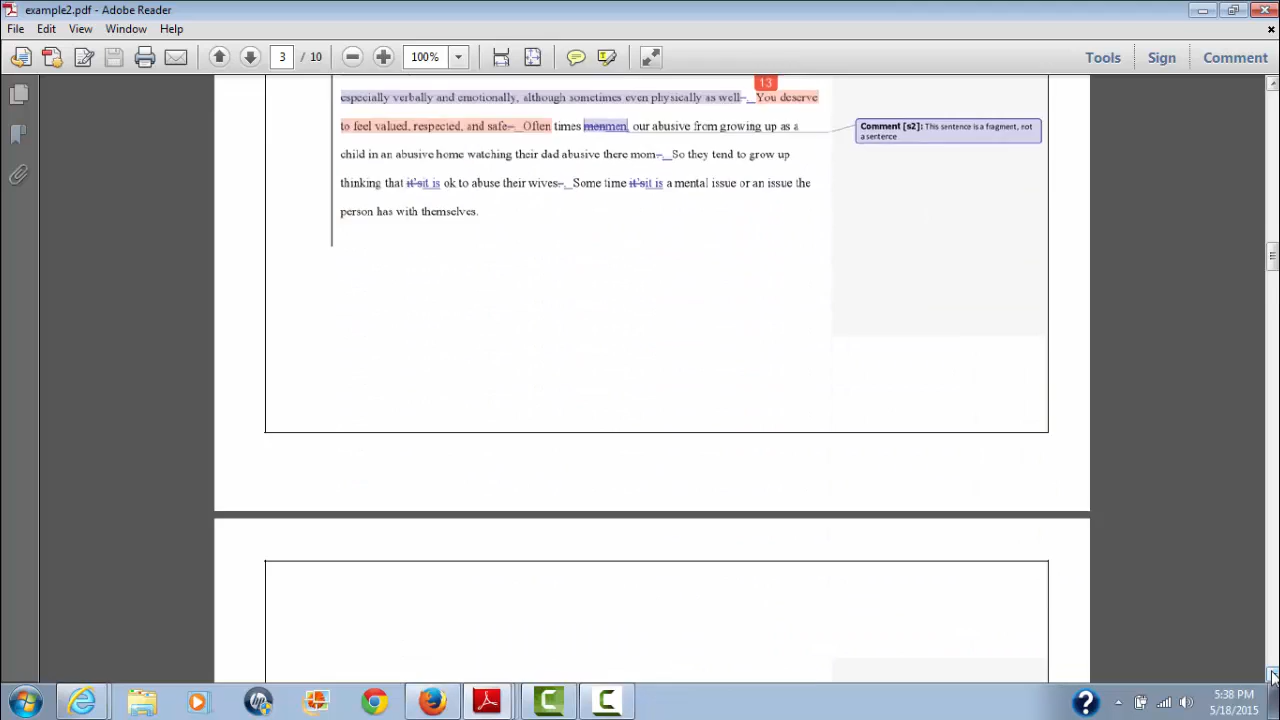 example2.pdf - Adobe Reader
File Edit View Window Help
3 / 10 100% Tools Sign Comment
13
especially verbally and emotionally, although sometimes even physically as well-. You deserve
to feel valued, respected, and safe-. Often times menmen, our abusive from growing up as a
Comment [s2]: This sentence is a fragment, not
a sentence
child in an abusive home watching their dad abusive there mom-. So they tend to grow up
thinking that it'sit is ok to abuse their wives-. Some time it'sit is a mental issue or an issue the
person has with themselves.
5:38 PM
5/18/2015